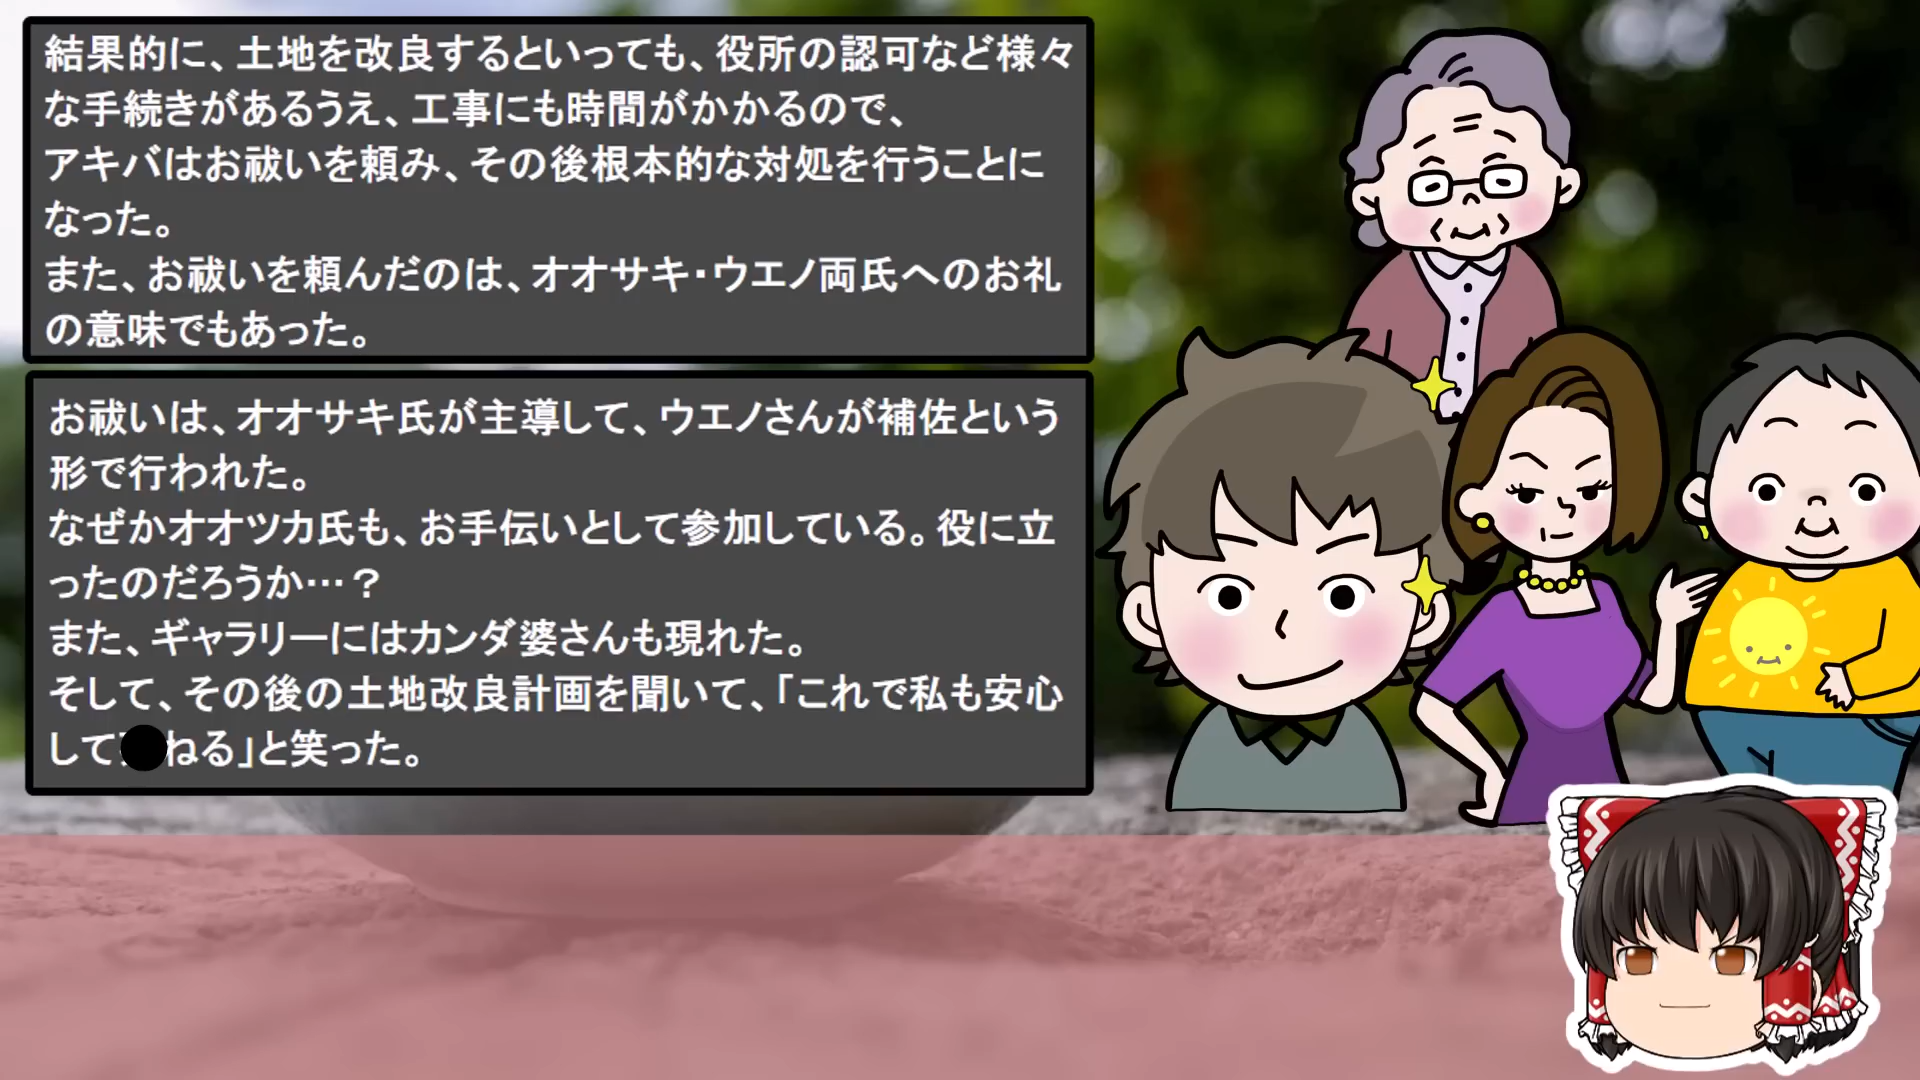 結果的に、土地を改良するといっても、役所の認可など様々
な手続きがあるうえ、工事にも時間がかかるので、
アキバはお祓いを頼み、その後根本的な対処を行うことに
なった。
また、お祓いを頼んだのは、オオサキ・ウエノ両氏へのお礼
の意味でもあった。
お祓いは、オオサキ氏が主導して、ウエノさんが補佐という
形で行われた。
なぜかオオツカ氏も、お手伝いとして参加している。役に立
ったのだろうか…？
また、ギャラリーにはカンダ婆さんも現れた。
そして、その後の土地改良計画を聞いて、「これで私も安心
して ねる」と笑った。